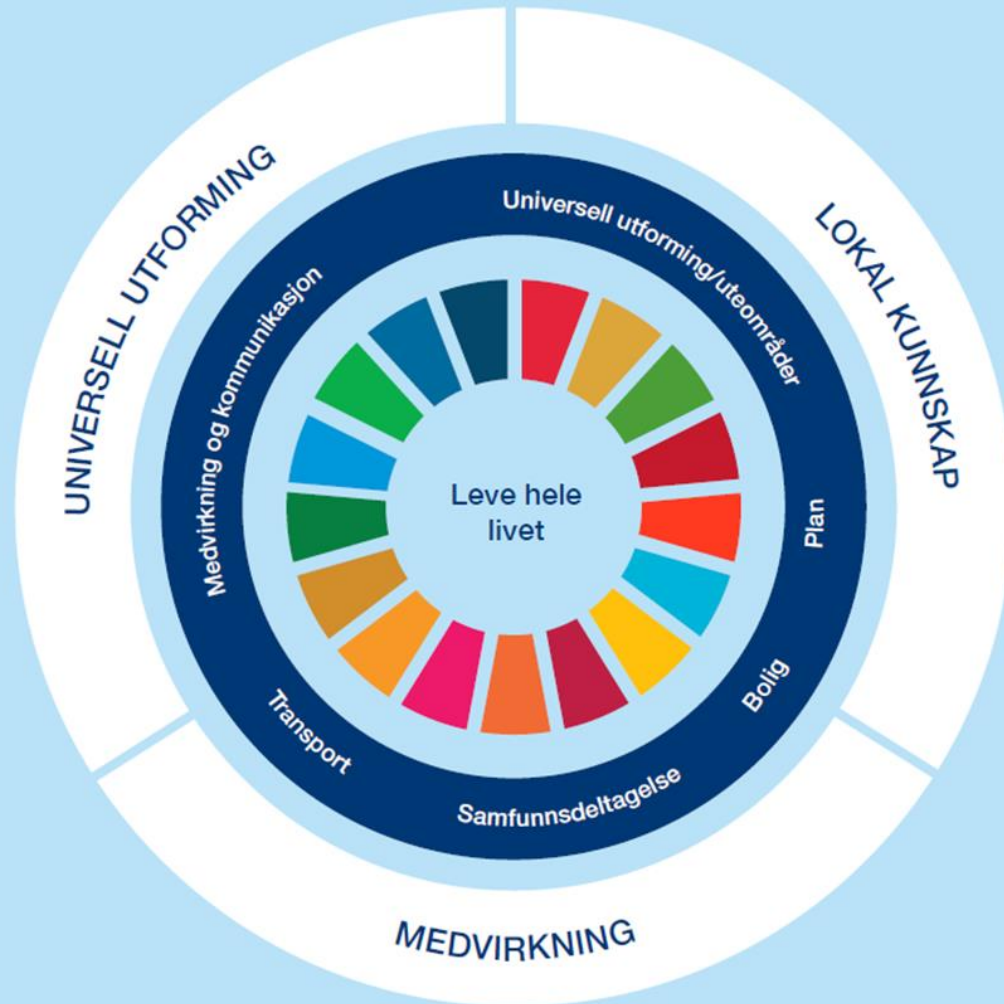 UNIVERSELL UTFORMING
LOKAL KUNNSKAP
MEDVIRKNING
Universell utforming/uteområder
Plan
Bolig
Samfunnsdeltagelse
Transport
Medvirkning og kommunikasjon
Leve hele
livet